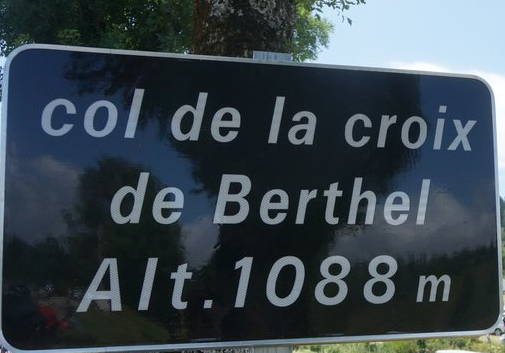 col de la croix
de Berthel
Alt.1088 m